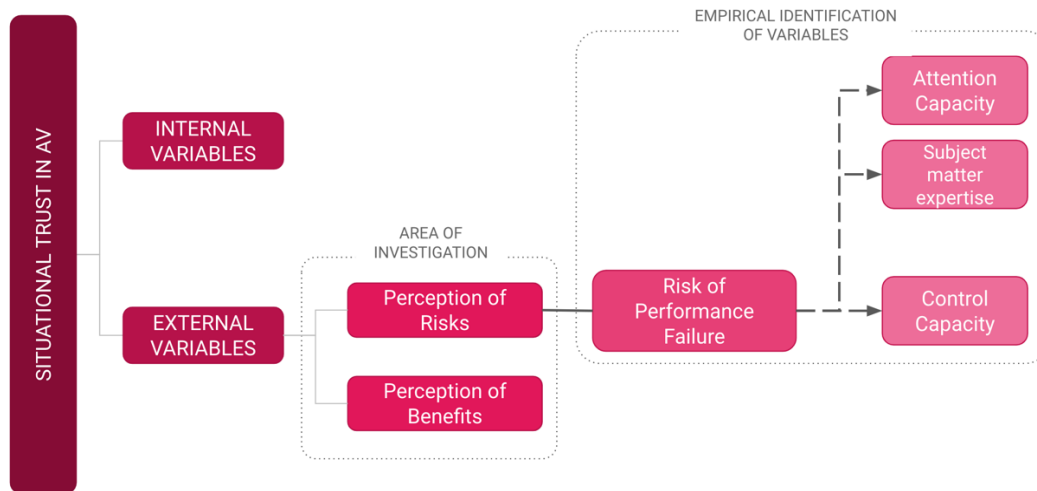 SITUATIONAL TRUST IN AV
INTERNAL
VARIABLES
EXTERNAL
VARIABLES
AREA OF
INVESTIGATION
Perception of
Risks
Perception of
Benefits
EMPIRICAL IDENTIFICATION
OF VARIABLES
Risk of
Performance
Failure
Attention
Capacity
Subject
matter
expertise
Control
Capacity